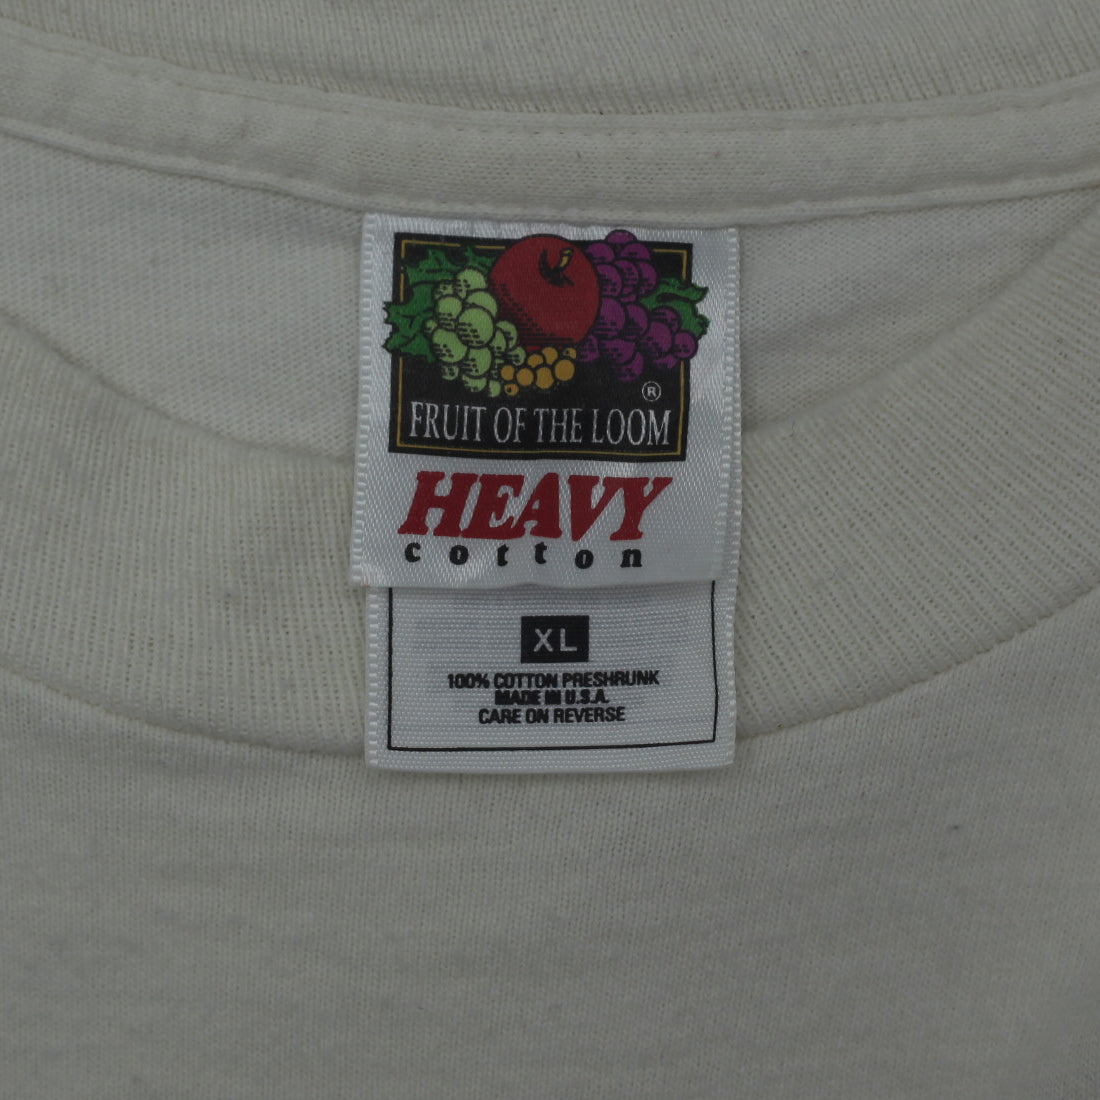 ®
FRUIT OF THE LOOM
HEAVY
cotton
XL
100% COTTON PRESHRUNK
MADE IN U.S.A.
CARE ON REVERSE